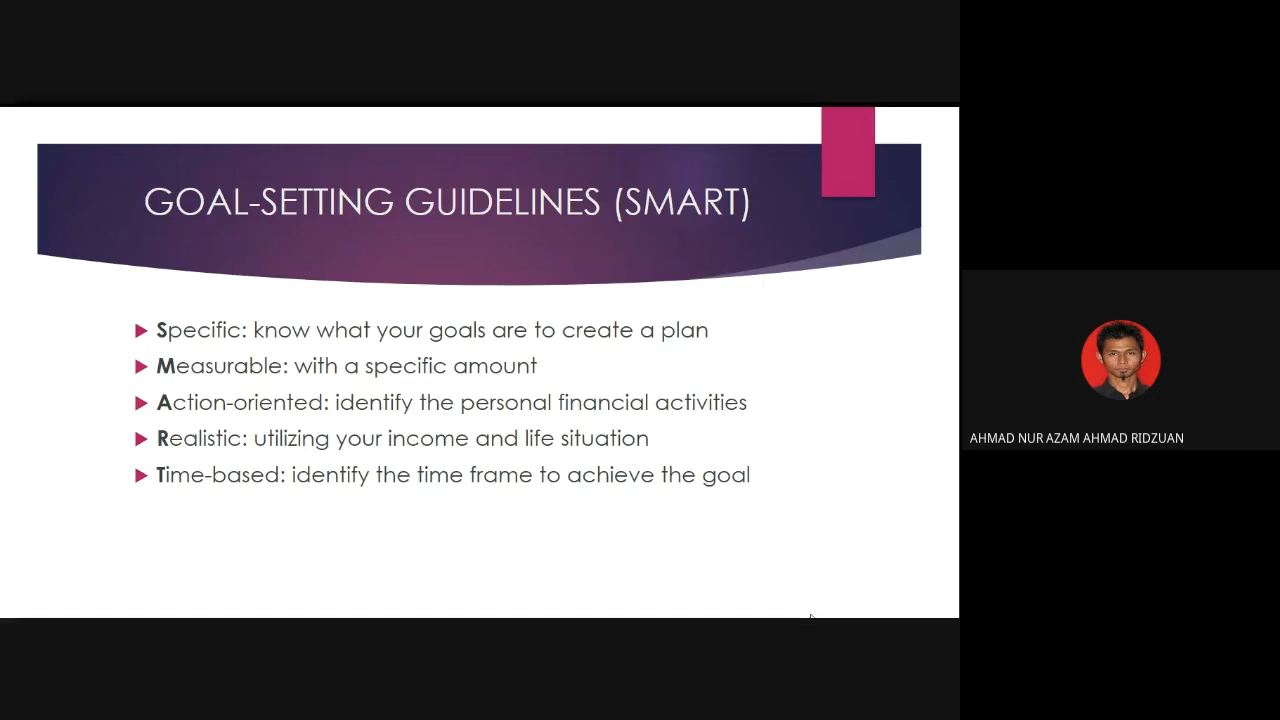 GOAL-SETTING GUIDELINES (SMART)
Specific: know what your goals are to create a plan
Measurable: with a specific amount
Action-oriented: identify the personal financial activities
Realistic: utilizing your income and life situation
Time-based: identify the time frame to achieve the goal
AHMAD NUR AZAM AHMAD RIDZUAN